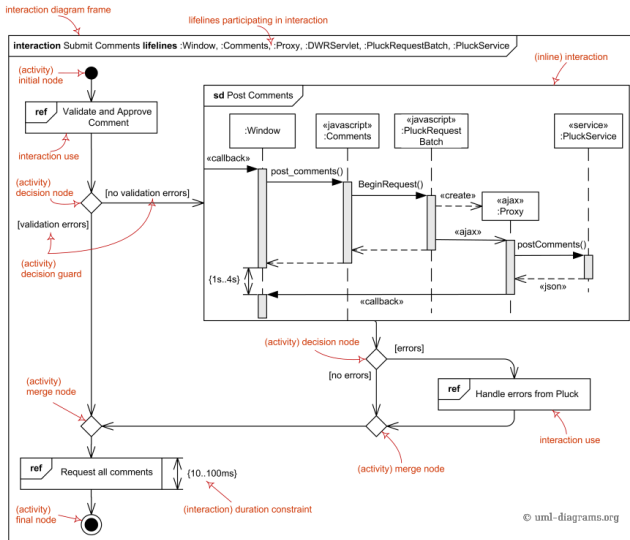 interaction diagram frame
lifelines participating in interaction
interaction Submit Comments lifelines :Window, :Comments, :Proxy, :DWRServlet, :PluckRequestBatch, :PluckService
(inline) interaction
(activity)
initial node
ref
Validate and Approve
Comment
interaction use
sd Post Comments
:Window
«javascript»
:Comments
«javascript»
:PluckRequest
Batch
«service»
:PluckService
«callback»
post_comments()
BeginRequest()
«create»
«ajax»
:Proxy
«ajax»
postComments()
«json»
{1s..4s}
«callback»
(activity)
decision node
[no validation errors]
[validation errors]
(activity)
decision guard
(activity) decision node
[errors]
[no errors]
ref
Handle errors from Pluck
interaction use
(activity)
merge node
(activity) merge node
ref
Request all comments
{10..100ms}
(interaction) duration constraint
(activity)
final node
© uml-diagrams.org